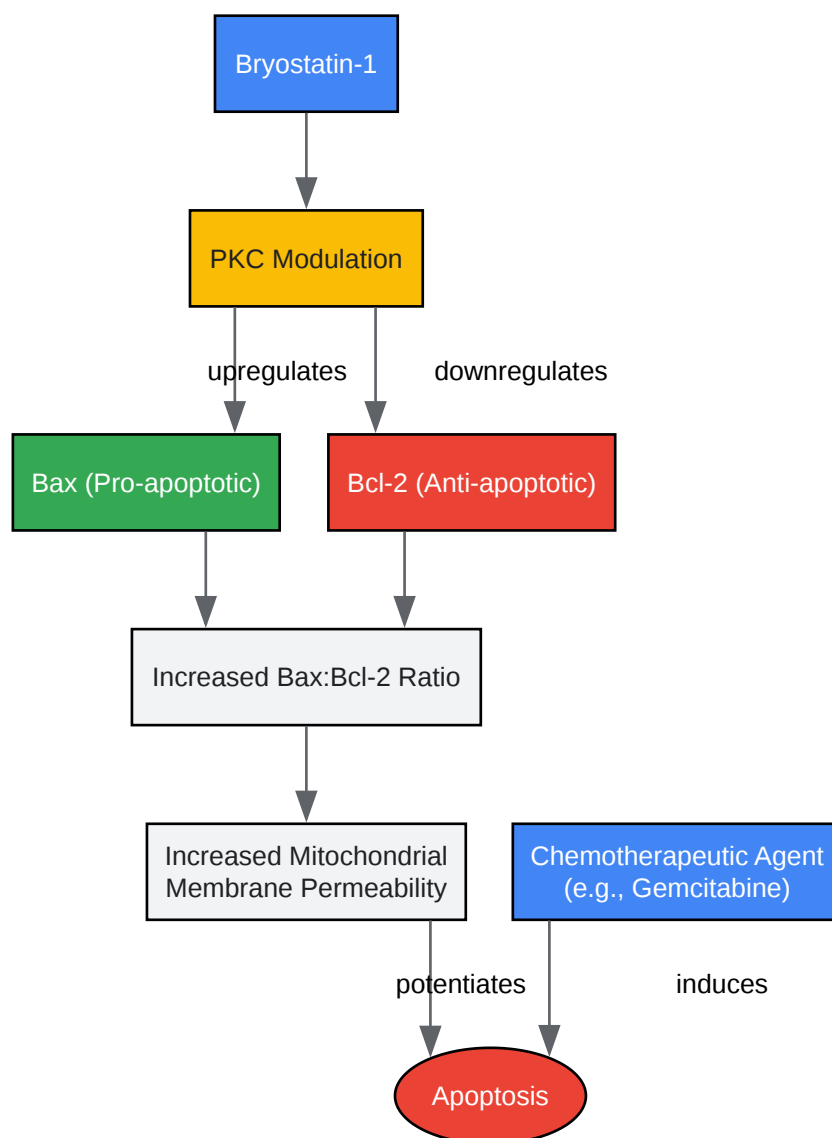 Bryostatin-1
PKC Modulation
upregulates
downregulates
Bax (Pro-apoptotic)
Bcl-2 (Anti-apoptotic)
Increased Bax:Bcl-2 Ratio
Increased Mitochondrial
Membrane Permeability
Chemotherapeutic Agent
(e.g., Gemcitabine)
potentiates
induces
Apoptosis